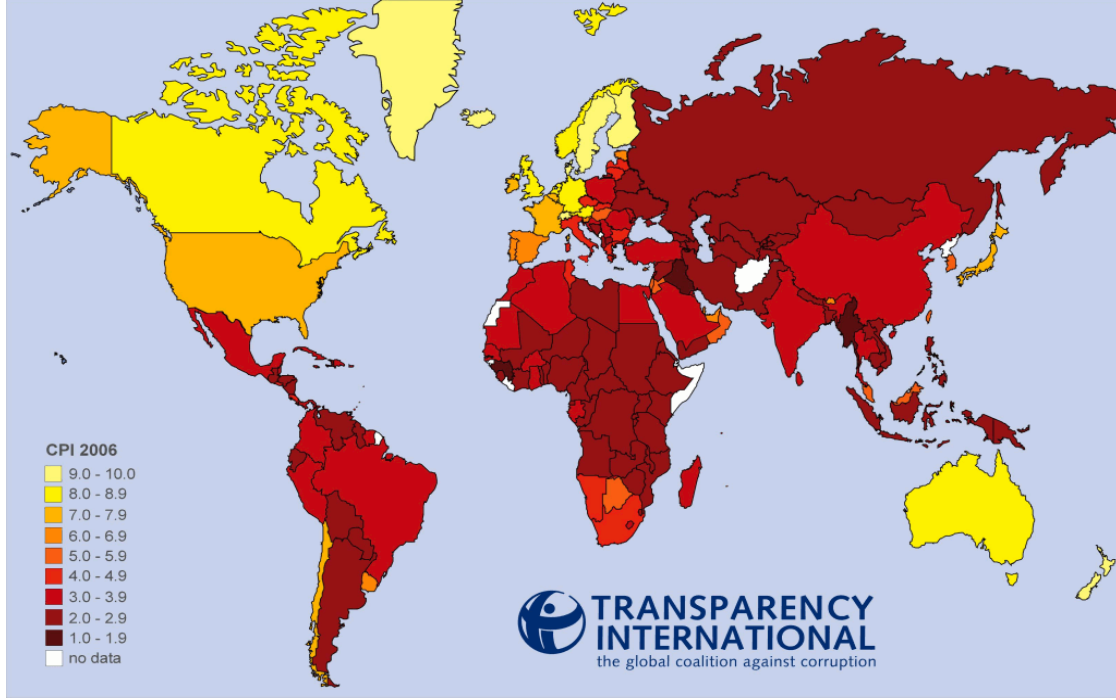 CPI 2006
9.0 - 10.0
8.0 - 8.9
7.0 - 7.9
6.0 - 6.9
5.0 - 5.9
4.0 - 4.9
3.0 - 3.9
2.0 - 2.9
1.0 - 1.9
no data
TRANSPARENCY
INTERNATIONAL
the global coalition against corruption